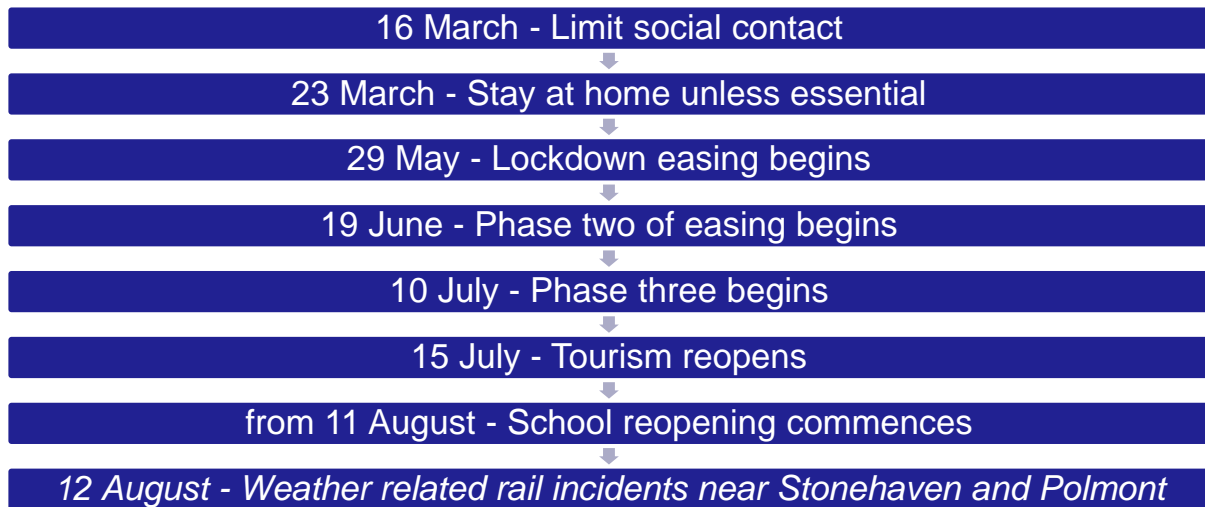 16 March - Limit social contact
23 March - Stay at home unless essential
29 May - Lockdown easing begins
19 June - Phase two of easing begins
10 July - Phase three begins
15 July - Tourism reopens
from 11 August - School reopening commences
12 August - Weather related rail incidents near Stonehaven and Polmont